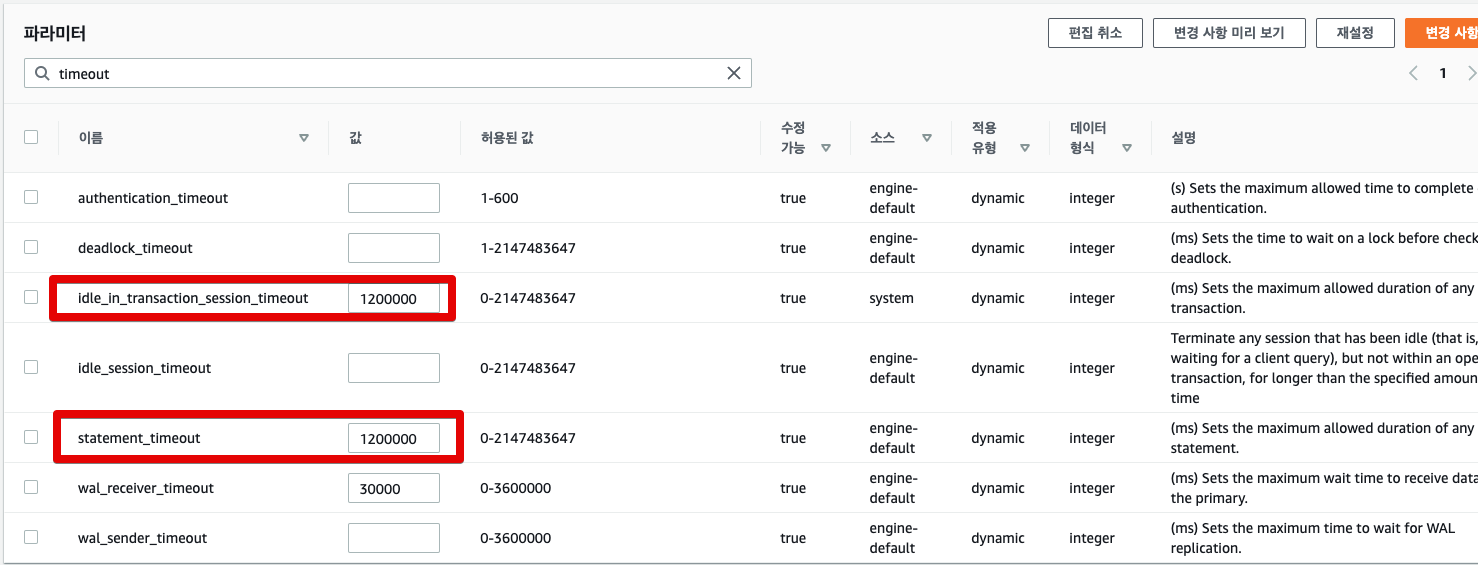 파라미터
편집 취소
변경 사항 미리 보기
재설정
변경 사항
timeout
1
이름
값
허용된 값
수정
가능
소스
적용
유형
데이터
형식
설명
authentication_timeout
1-600
true
engine-
default
dynamic
integer
(s) Sets the maximum allowed time to complete
authentication.
deadlock_timeout
1-2147483647
true
engine-
default
dynamic
integer
(ms) Sets the time to wait on a lock before check
deadlock.
idle_in_transaction_session_timeout
1200000
0-2147483647
true
system
dynamic
integer
(ms) Sets the maximum allowed duration of any
transaction.
idle_session_timeout
0-2147483647
true
engine-
default
dynamic
integer
Terminate any session that has been idle (that is,
waiting for a client query), but not within an ope
transaction, for longer than the specified amoun
time
statement_timeout
1200000
0-2147483647
true
engine-
default
dynamic
integer
(ms) Sets the maximum allowed duration of any
statement.
wal_receiver_timeout
30000
0-3600000
true
engine-
default
dynamic
integer
(ms) Sets the maximum wait time to receive data
the primary.
wal_sender_timeout
0-3600000
true
engine-
default
dynamic
integer
(ms) Sets the maximum time to wait for WAL
replication.